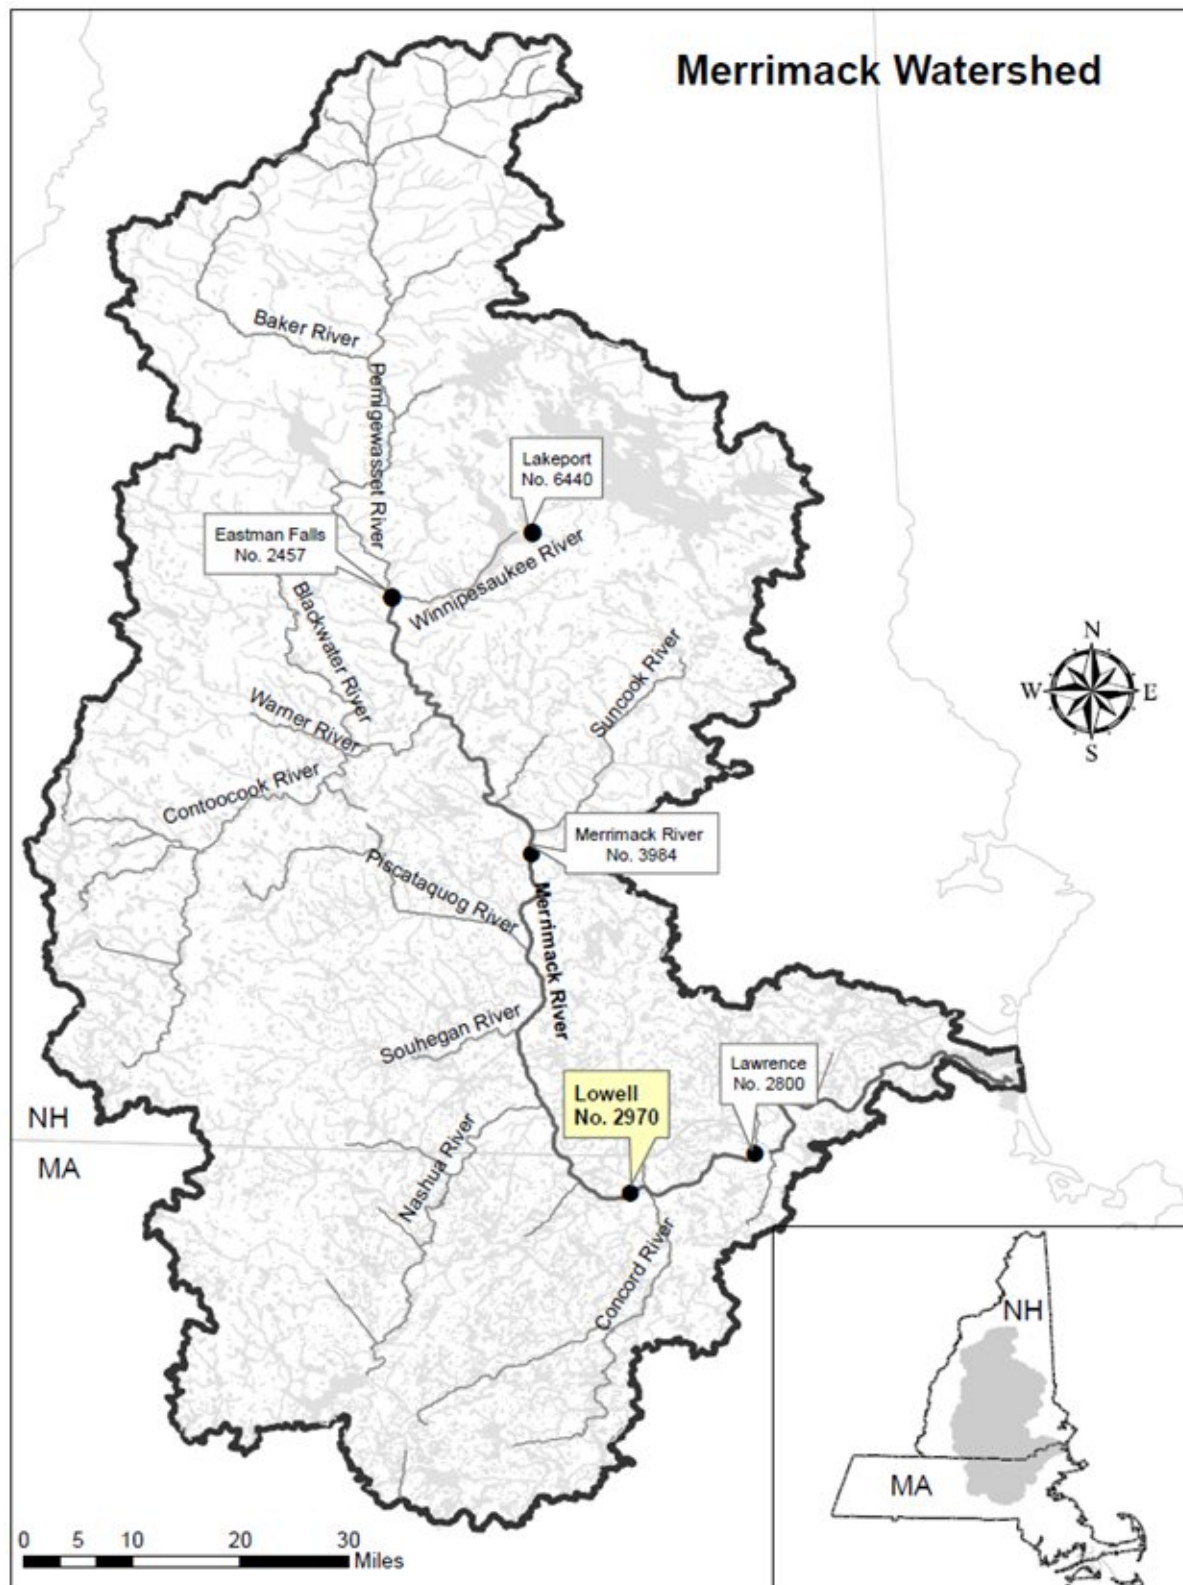 Merrimack Watershed
Baker River
Pemigewasset River
Lakeport
No. 6440
Eastman Falls
No. 2457
Winnipesaukee River
Blackwater River
Suncook River
Warner River
Contoocook River
Merrimack River
No. 3984
Piscataquog River
Merrimack River
Souhegan River
Lawrence
No. 2800
Lowell
No. 2970
Nashua River
Concord River
NH
MA
N
W
E
S
NH
MA
0 5 10 20 30
Miles